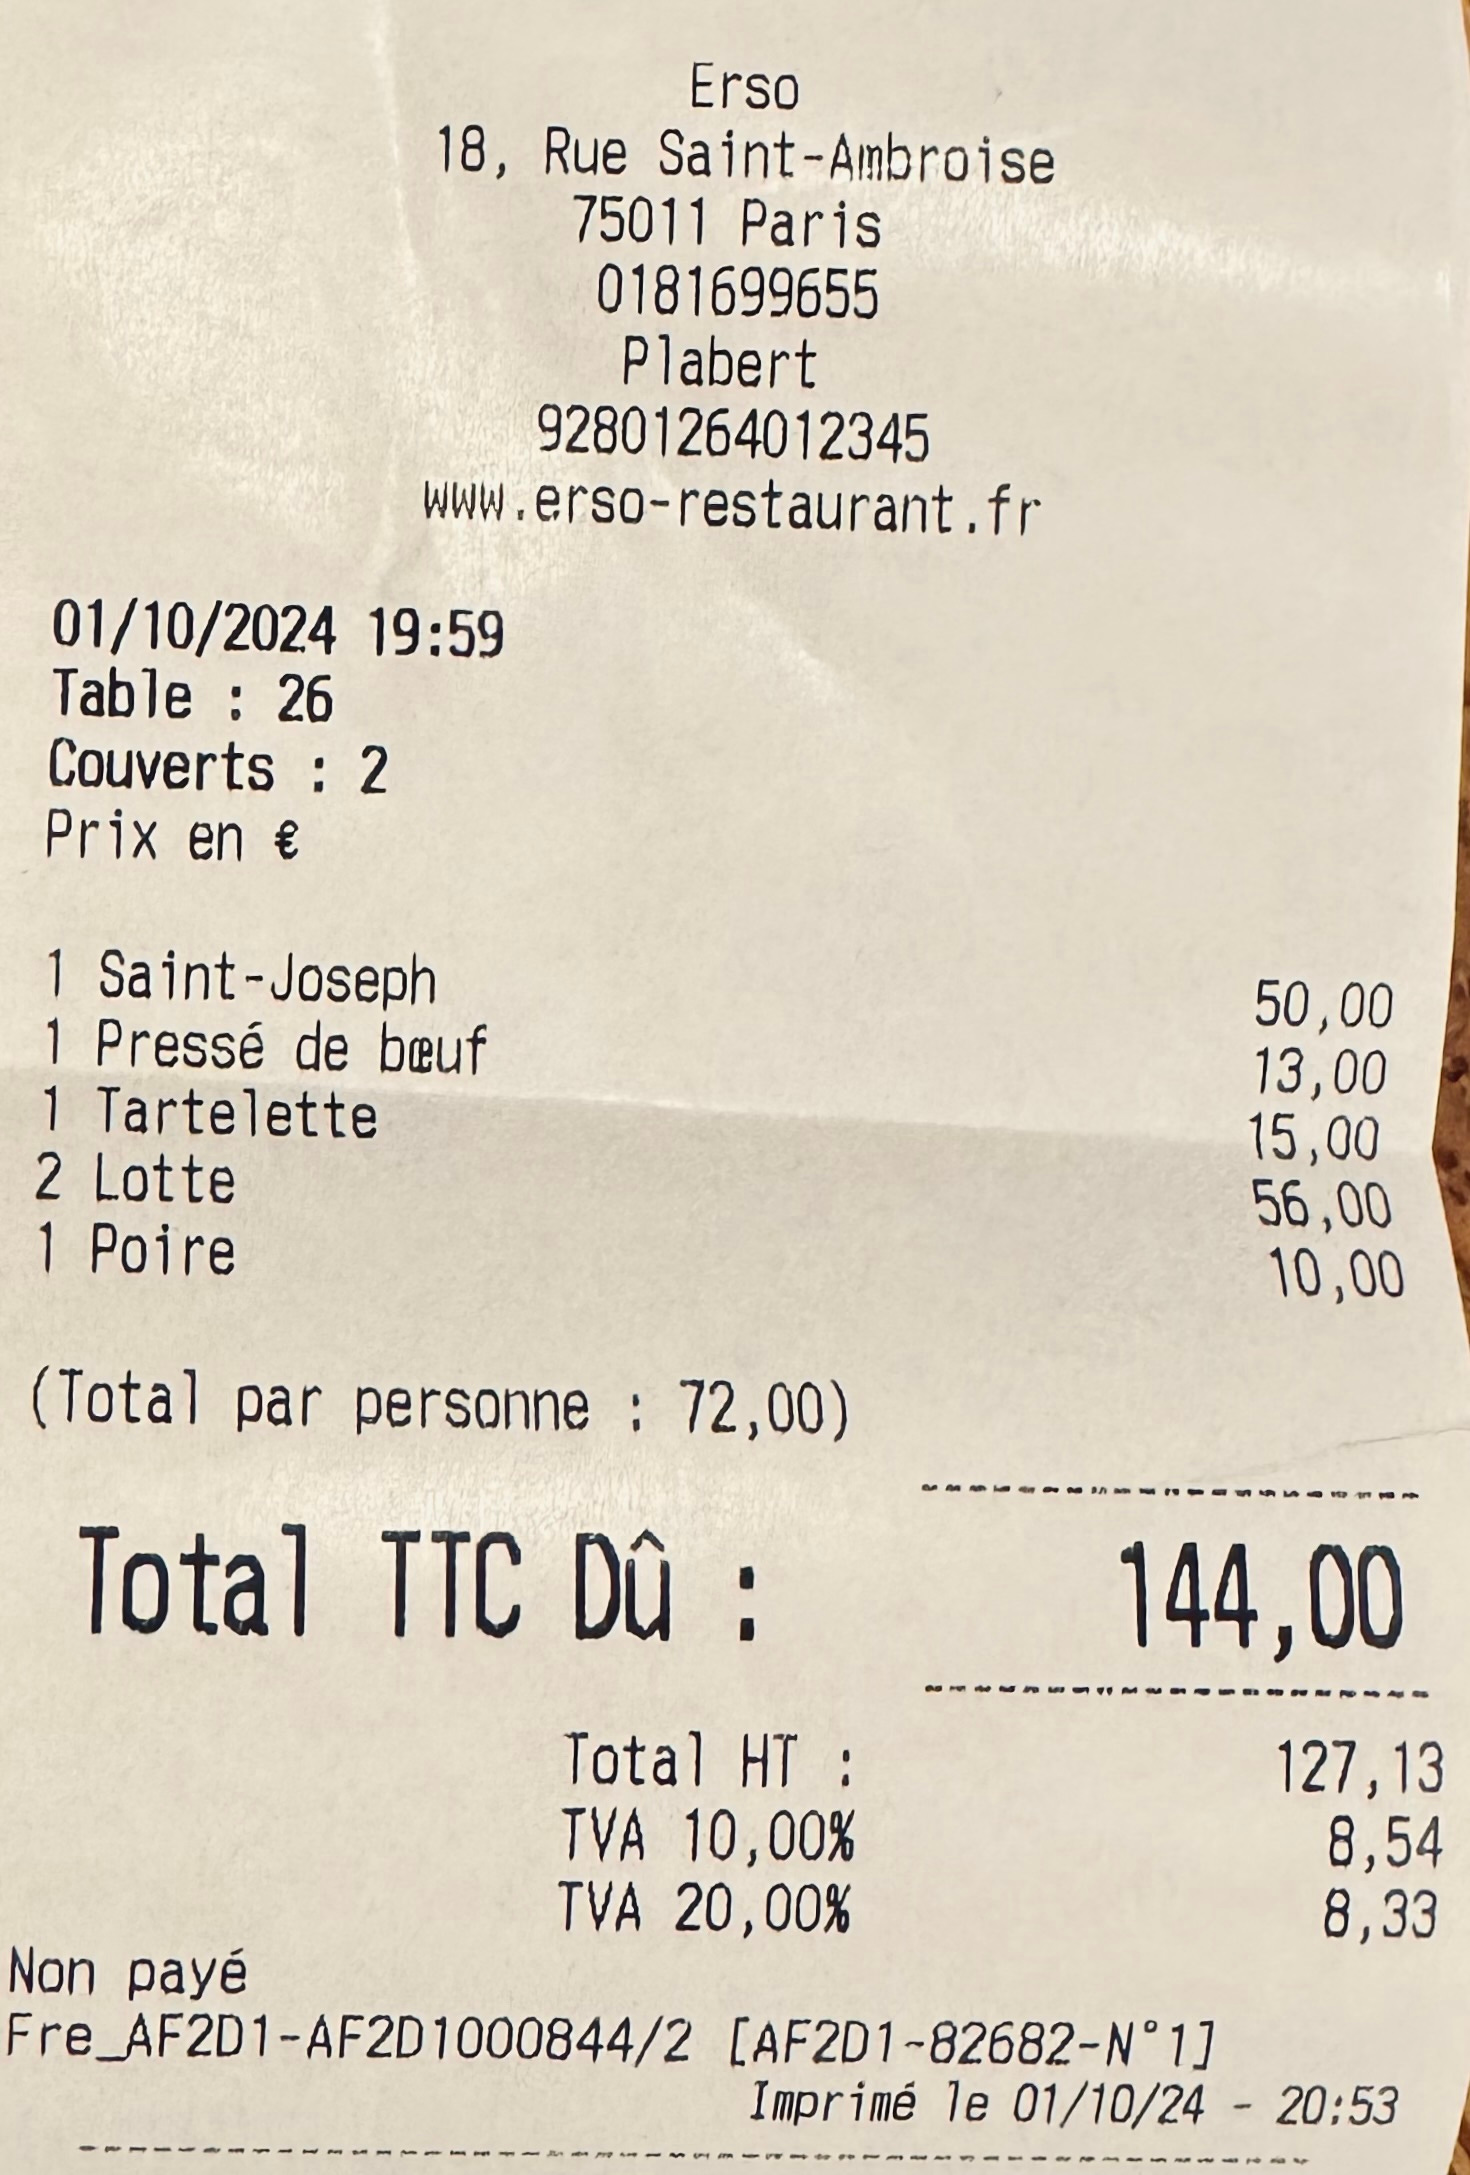 Erso
18, Rue Saint-Ambroise
75011 Paris
0181699655
Plabert
92801264012345
www.erso-restaurant.fr
01/10/2024 19:59
Table : 26
Couverts : 2
Prix en €
1 Saint-Joseph 50,00
1 Pressé de bœuf 13,00
1 Tartelette 15,00
2 Lotte 56,00
1 Poire 10,00
(Total par personne : 72,00)
Total TTC Dû : 144,00
Total HT : 127,13
TVA 10,00% 8,54
TVA 20,00% 8,33
Non payé
Fre_AF2D1-AF2D1000844/2 [AF2D1-82682-N°1]
Imprimé le 01/10/24 - 20:53